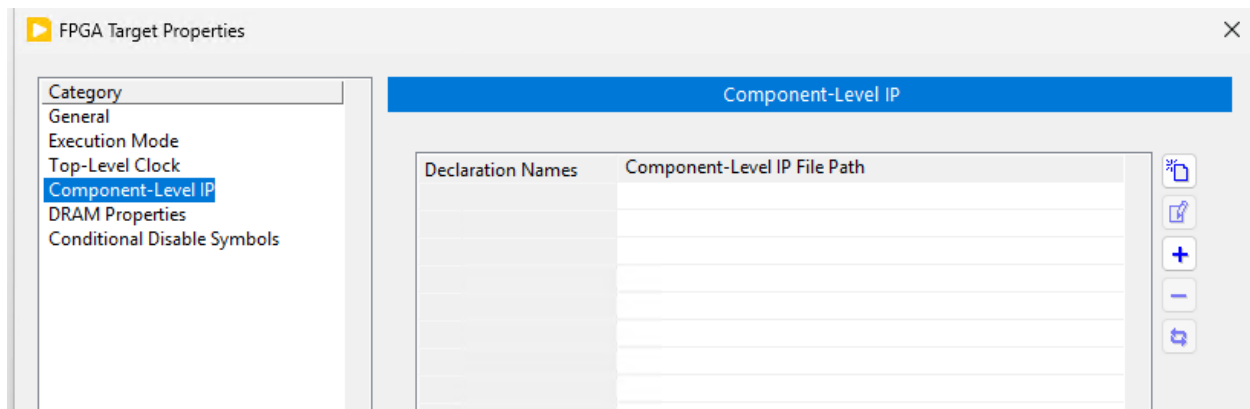 FPGA Target Properties
Category
General
Execution Mode
Top-Level Clock
Component-Level IP
DRAM Properties
Conditional Disable Symbols
Component-Level IP
Declaration Names Component-Level IP File Path